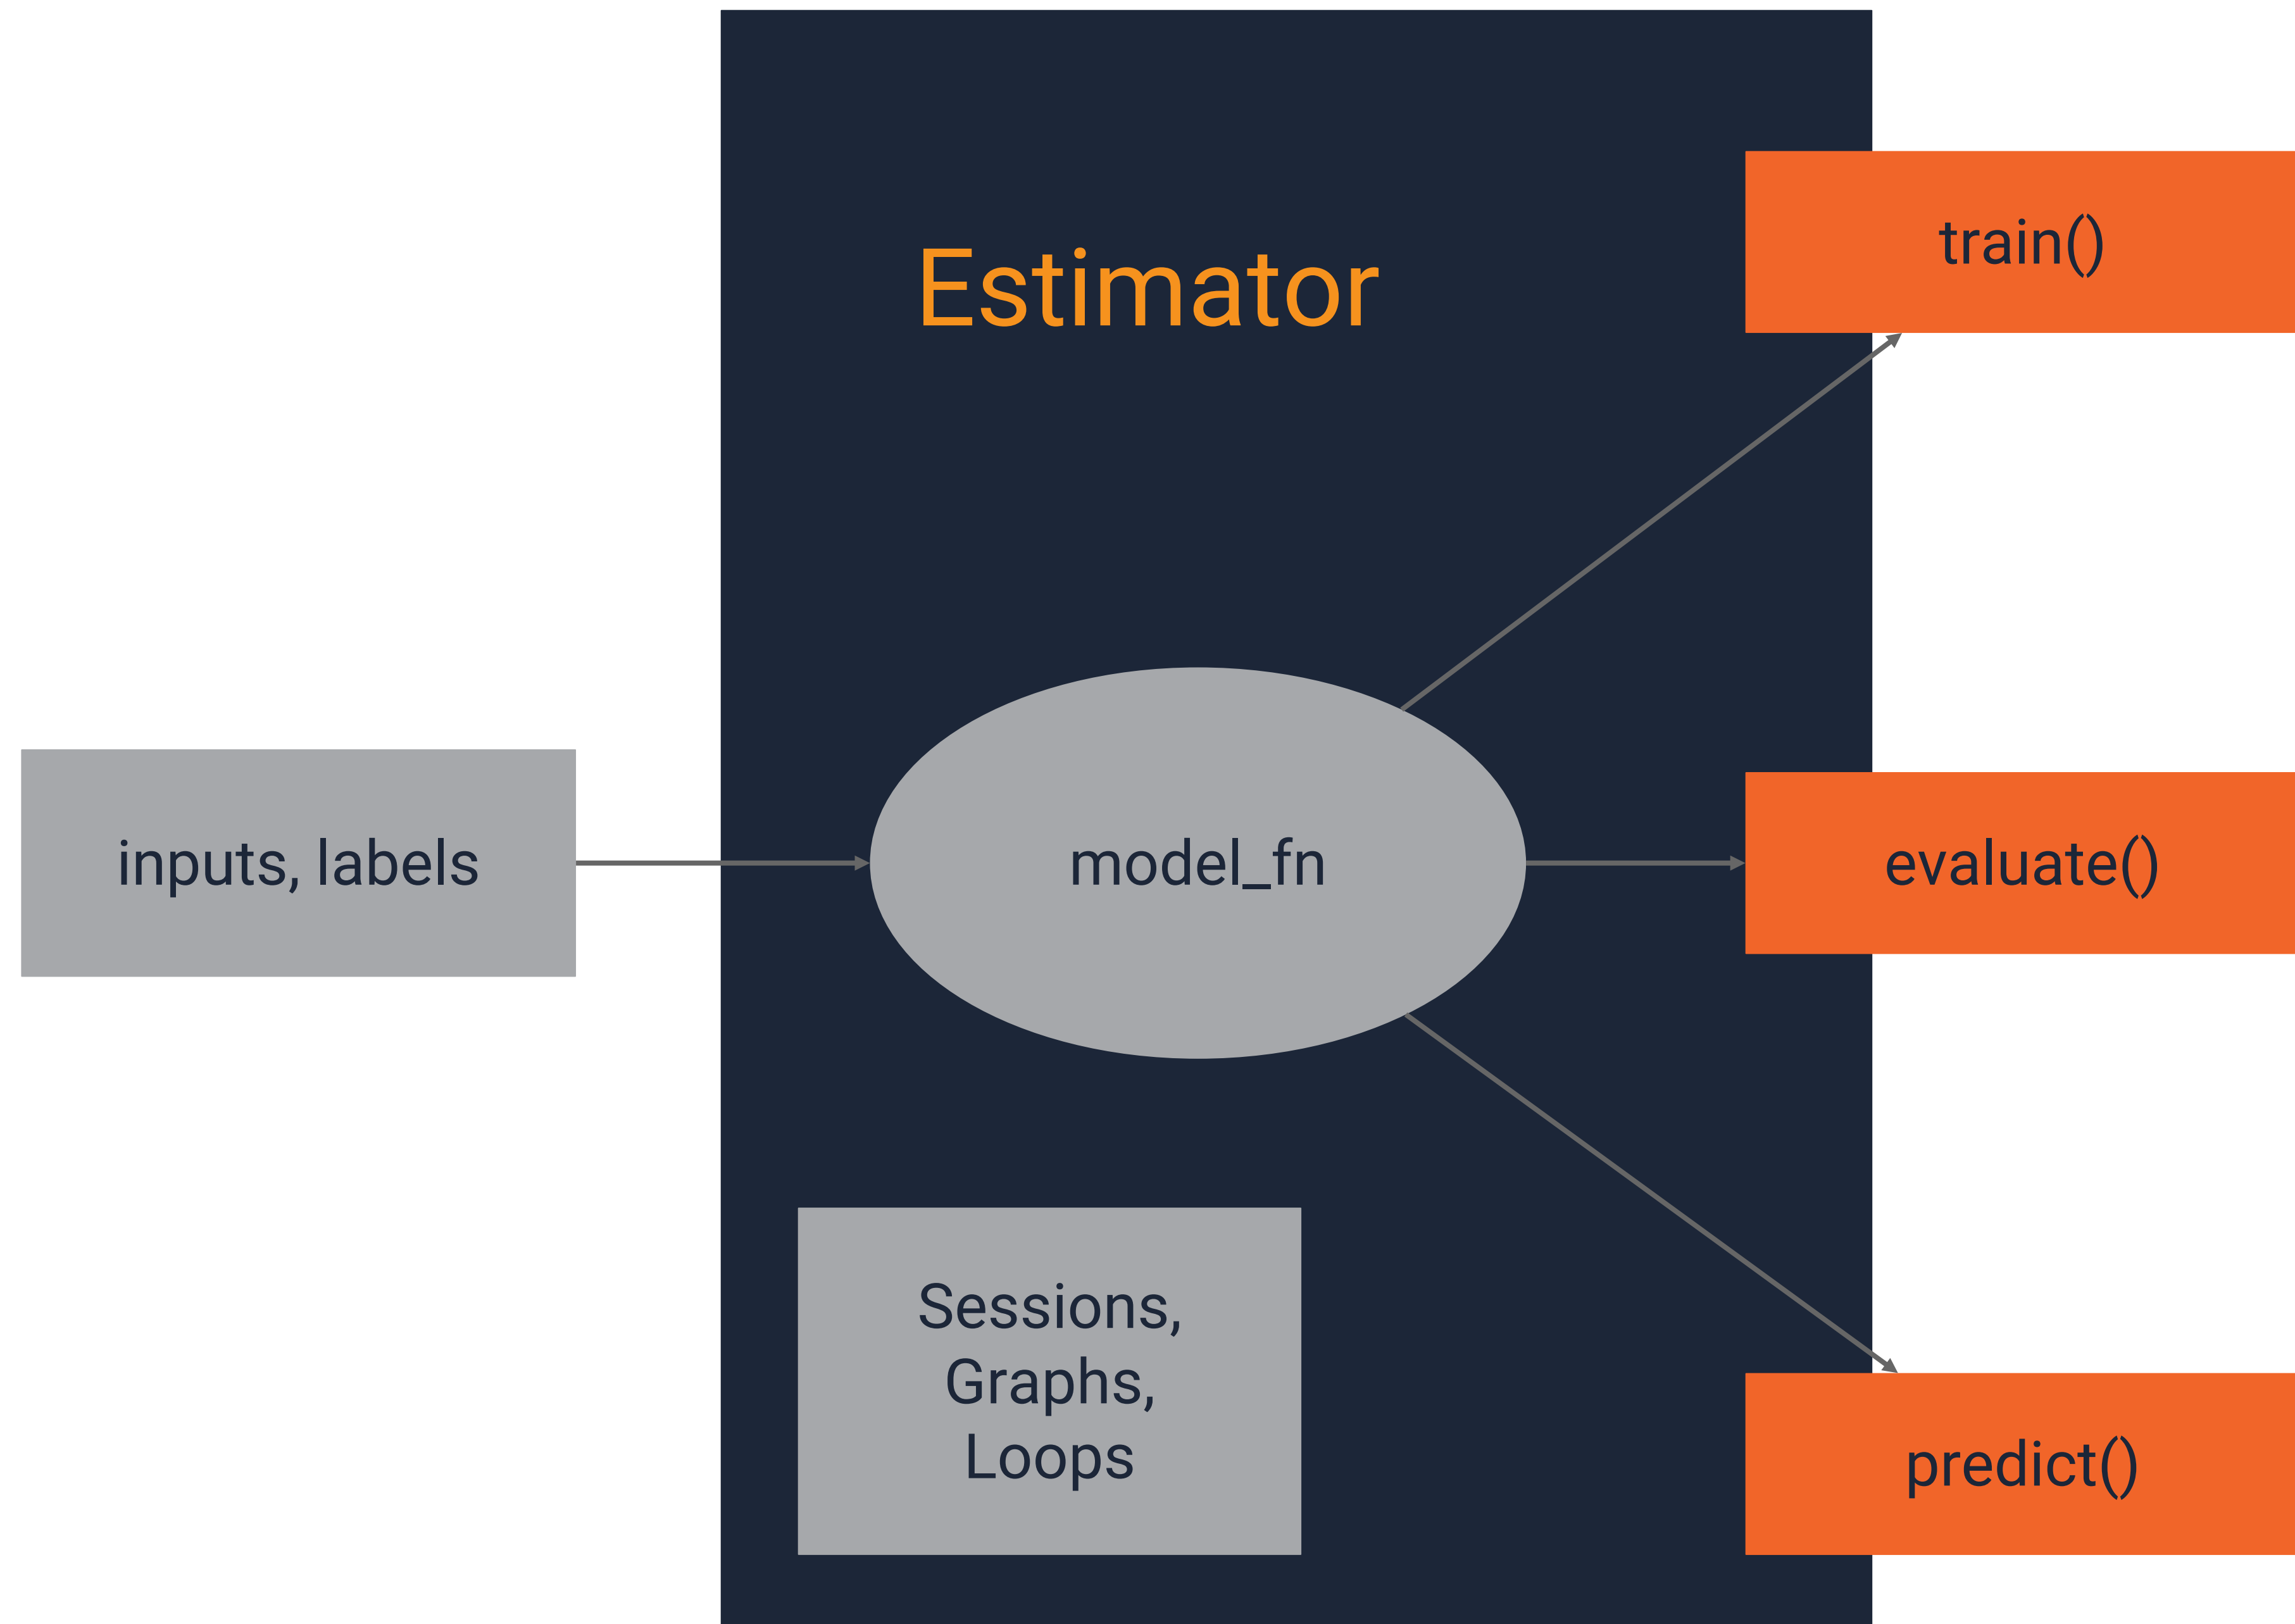 Estimator
train()
inputs, labels
model_fn
evaluate()
Sessions,
Graphs,
Loops
predict()